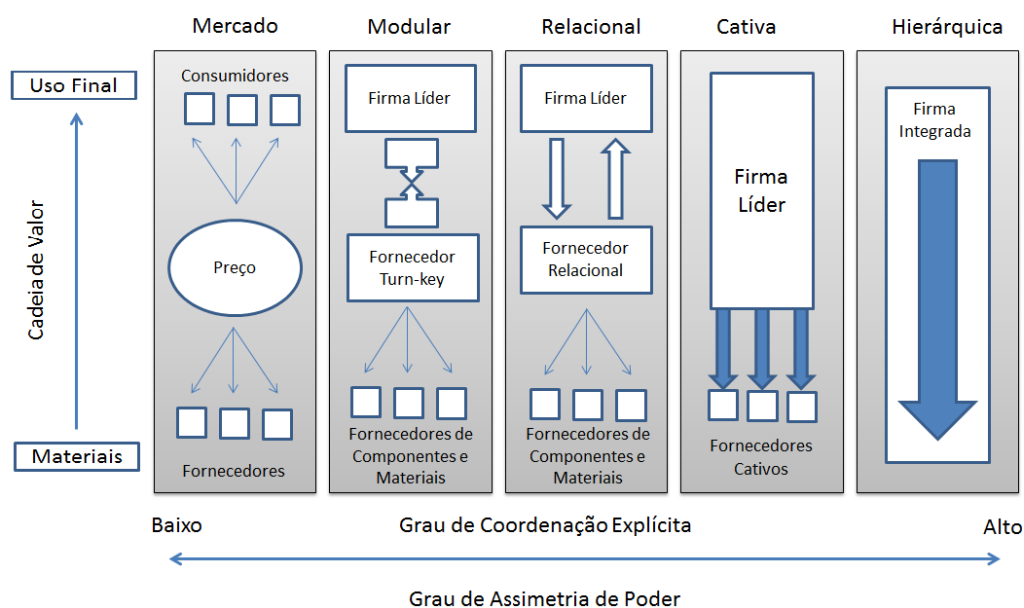 Mercado
Modular
Relacional
Cativa
Hierárquica
Uso Final
Cadeia de Valor
Materiais
Consumidores
Preço
Fornecedores
Firma Líder
Fornecedor
Turn-key
Fornecedores de
Componentes e
Materiais
Firma Líder
Fornecedor
Relacional
Fornecedores de
Componentes e
Materiais
Firma
Líder
Fornecedores
Cativos
Firma
Integrada
Baixo
Grau de Coordenação Explícita
Alto
Grau de Assimetria de Poder